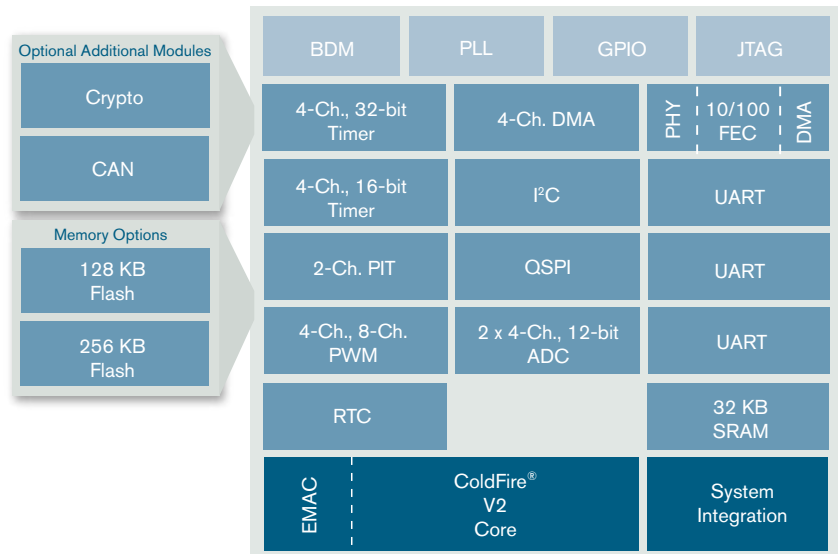 Optional Additional Modules
Crypto
CAN
Memory Options
128 KB
Flash
256 KB
Flash
BDM
PLL
GPIO
JTAG
4-Ch., 32-bit
Timer
4-Ch. DMA
PHY
10/100
FEC
DMA
4-Ch., 16-bit
Timer
I²C
UART
2-Ch. PIT
QSPI
UART
4-Ch., 8-Ch.
PWM
2 x 4-Ch., 12-bit
ADC
UART
RTC
32 KB
SRAM
EMAC
ColdFire®
V2
Core
System
Integration